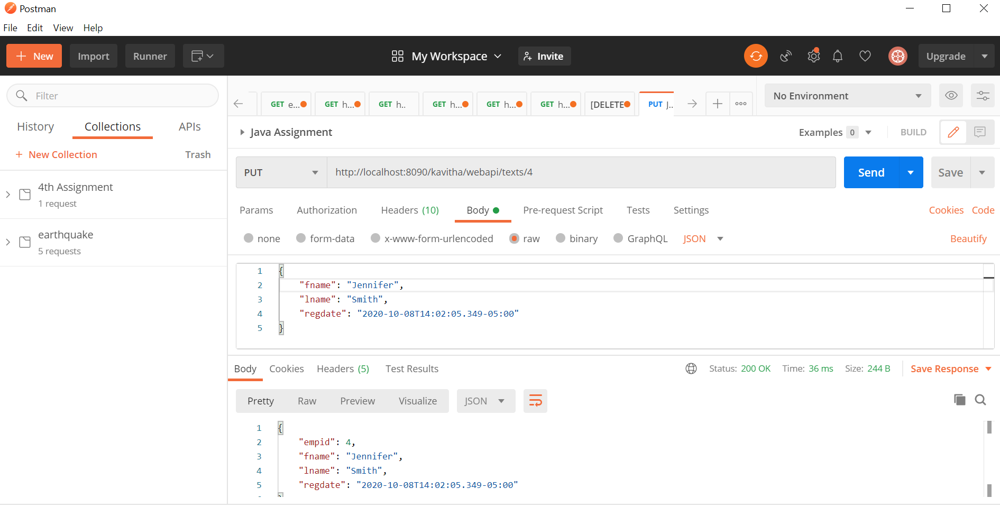 Postman
File Edit View Help
+ New Import Runner My Workspace Invite Upgrade
Filter
GET e... GET h... GET h.. GET h... GET h... GET h... [DELETE PUT J.. No Environment
History Collections APIs
Java Assignment Examples 0 BUILD
+ New Collection Trash
PUT http://localhost:8090/kavitha/webapi/texts/4 Send Save
4th Assignment
1 request
earthquake
5 requests
Params Authorization Headers (10) Body Pre-request Script Tests Settings Cookies Code
none form-data x-www-form-urlencoded raw binary GraphQL JSON Beautify
1 {
2 "fname": "Jennifer",
3 "lname": "Smith",
4 "regdate": "2020-10-08T14:02:05.349-05:00"
5 }
Body Cookies Headers (5) Test Results Status: 200 OK Time: 36 ms Size: 244 B Save Response
Pretty Raw Preview Visualize JSON
1 {
2 "empid": 4,
3 "fname": "Jennifer",
4 "lname": "Smith",
5 "regdate": "2020-10-08T14:02:05.349-05:00"